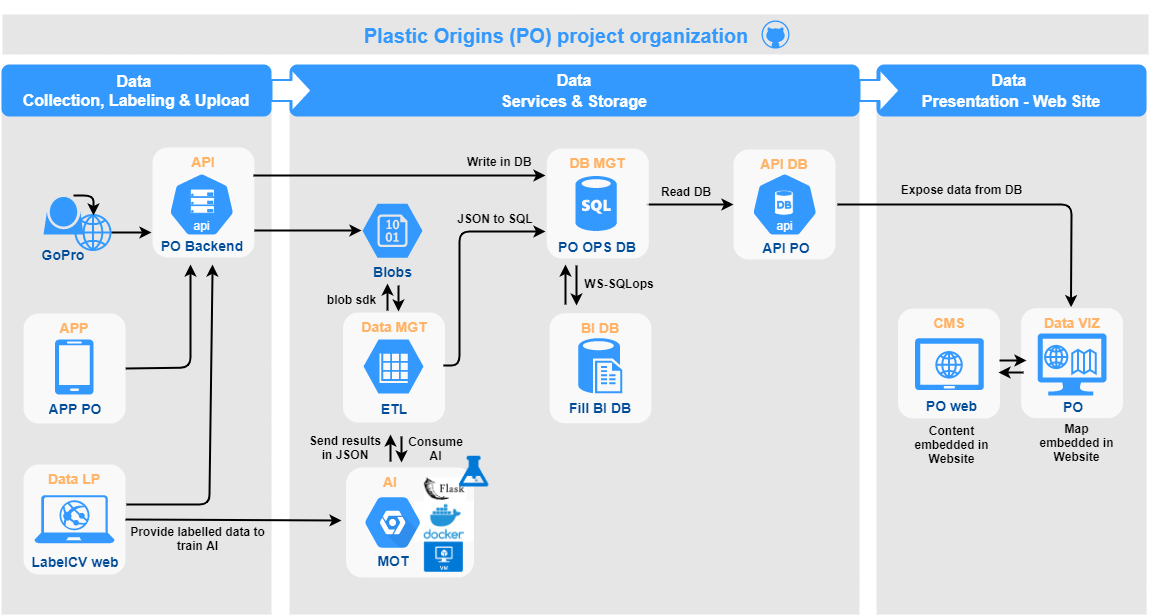 Plastic Origins (PO) project organization
Data
Collection, Labeling & Upload
Data
Services & Storage
Data
Presentation - Web Site
API
api
PO Backend
GoPro
APP
APP PO
Data LP
LabelCV web
Provide labelled data to
train AI
Write in DB
JSON to SQL
10
01
Blobs
blob sdk
Data MGT
ETL
Send results
in JSON
Consume
AI
AI
MOT
Flask
docker
VM
DB MGT
SQL
PO OPS DB
WS-SQLops
BI DB
Fill BI DB
Read DB
API DB
DB
api
API PO
Expose data from DB
CMS
PO web
Content
embedded in
Website
Data VIZ
PO
Map
embedded in
Website